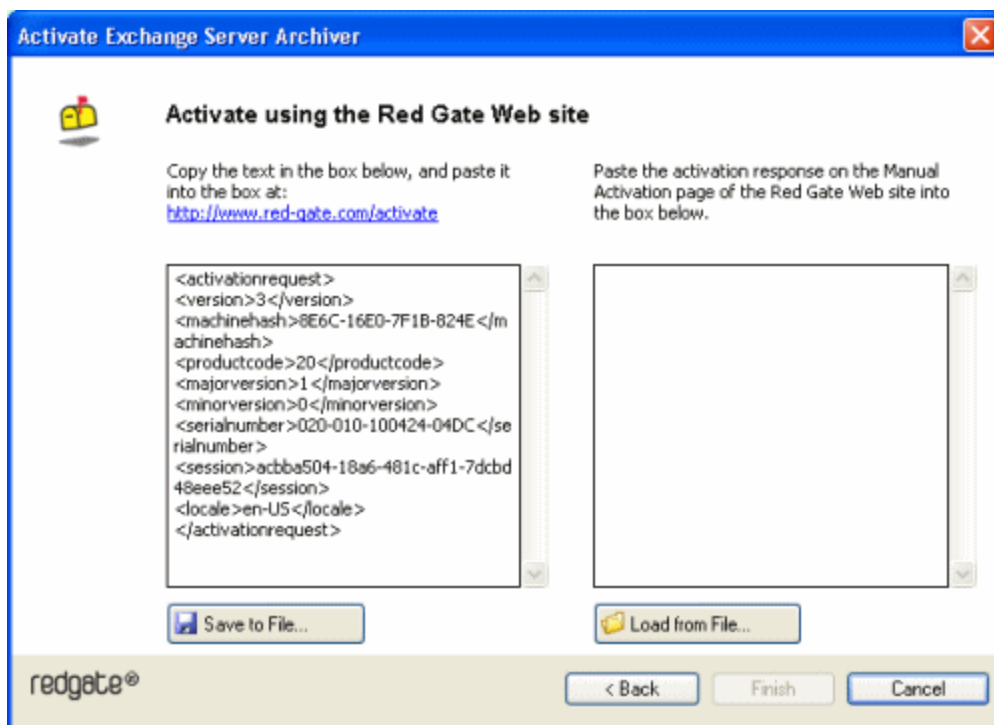 Activate Exchange Server Archiver
Activate using the Red Gate Web site
Copy the text in the box below, and paste it
into the box at:
http://www.red-gate.com/activate
<activationrequest>
<version>3</version>
<machinehash>8E6C-16E0-7F1B-824E</m
achinehash>
<productcode>20</productcode>
<majorversion>1</majorversion>
<minorversion>0</minorversion>
<serialnumber>020-010-100424-04DC</se
rialnumber>
<session>acbba504-18a6-481c-aff1-7dcbd
48eee52</session>
<locale>en-US</locale>
</activationrequest>
Save to File...
Paste the activation response on the Manual
Activation page of the Red Gate Web site into
the box below.
Load from File...
redgate®
< Back
Finish
Cancel